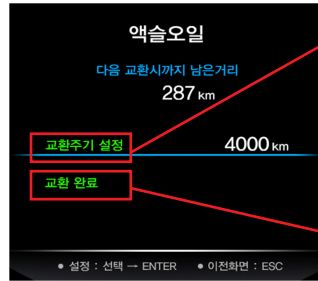 액슬오일
다음 교환시까지 남은거리
287 km
교환주기 설정 4000 km
교환 완료
● 설정 : 선택 → ENTER ● 이전화면 : ESC